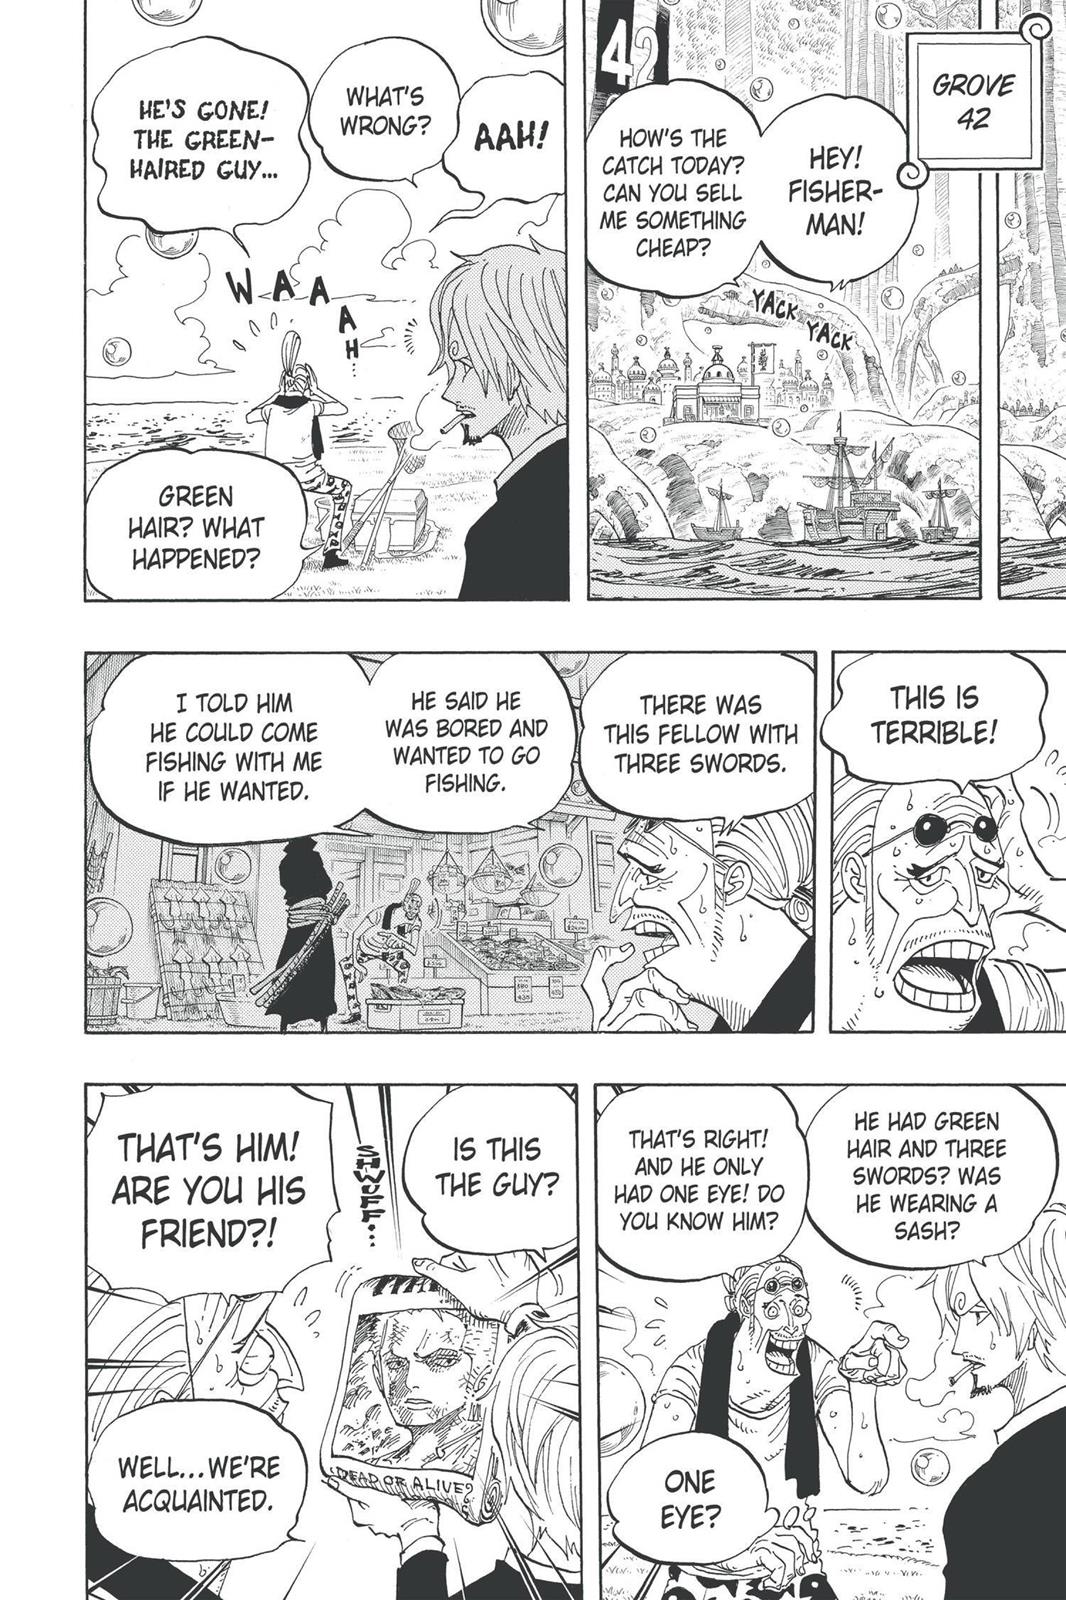 GROVE
42
42
HEY!
FISHER-
MAN!
HOW'S THE
CATCH TODAY?
CAN YOU SELL
ME SOMETHING
CHEAP?
YACK
YACK
AAH!
WHAT'S
WRONG?
HE'S GONE!
THE GREEN-
HAIRED GUY...
WAAAH...
GREEN
HAIR? WHAT
HAPPENED?
THIS IS
TERRIBLE!
THERE WAS
THIS FELLOW WITH
THREE SWORDS.
HE SAID HE
WAS BORED AND
WANTED TO GO
FISHING.
I TOLD HIM
HE COULD COME
FISHING WITH ME
IF HE WANTED.
HE HAD GREEN
HAIR AND THREE
SWORDS? WAS
HE WEARING A
SASH?
THAT'S RIGHT!
AND HE ONLY
HAD ONE EYE! DO
YOU KNOW HIM?
ONE
EYE?
IS THIS
THE GUY?
SHWUFF...
THAT'S HIM!
ARE YOU HIS
FRIEND?!
DEAD OR ALIVE
WELL...WE'RE
ACQUAINTED.